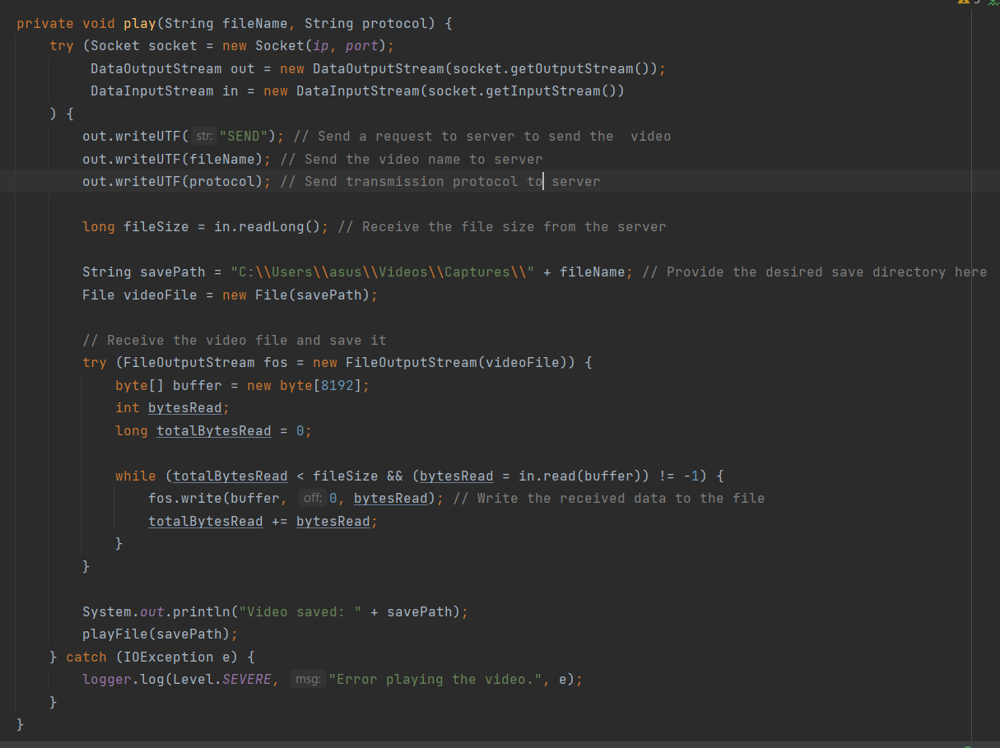 private void play(String fileName, String protocol) {
    try (Socket socket = new Socket(ip, port);
         DataOutputStream out = new DataOutputStream(socket.getOutputStream());
         DataInputStream in = new DataInputStream(socket.getInputStream())
    ) {
        out.writeUTF( str: "SEND"); // Send a request to server to send the  video
        out.writeUTF(fileName); // Send the video name to server
        out.writeUTF(protocol); // Send transmission protocol to server
        long fileSize = in.readLong(); // Receive the file size from the server
        String savePath = "C:\\Users\\asus\\Videos\\Captures\\" + fileName; // Provide the desired save directory here
        File videoFile = new File(savePath);
        // Receive the video file and save it
        try (FileOutputStream fos = new FileOutputStream(videoFile)) {
            byte[] buffer = new byte[8192];
            int bytesRead;
            long totalBytesRead = 0;
            while (totalBytesRead < fileSize && (bytesRead = in.read(buffer)) != -1) {
                fos.write(buffer, off: 0, bytesRead); // Write the received data to the file
                totalBytesRead += bytesRead;
            }
        }
        System.out.println("Video saved: " + savePath);
        playFile(savePath);
    } catch (IOException e) {
        logger.log(Level.SEVERE, msg: "Error playing the video.", e);
    }
}